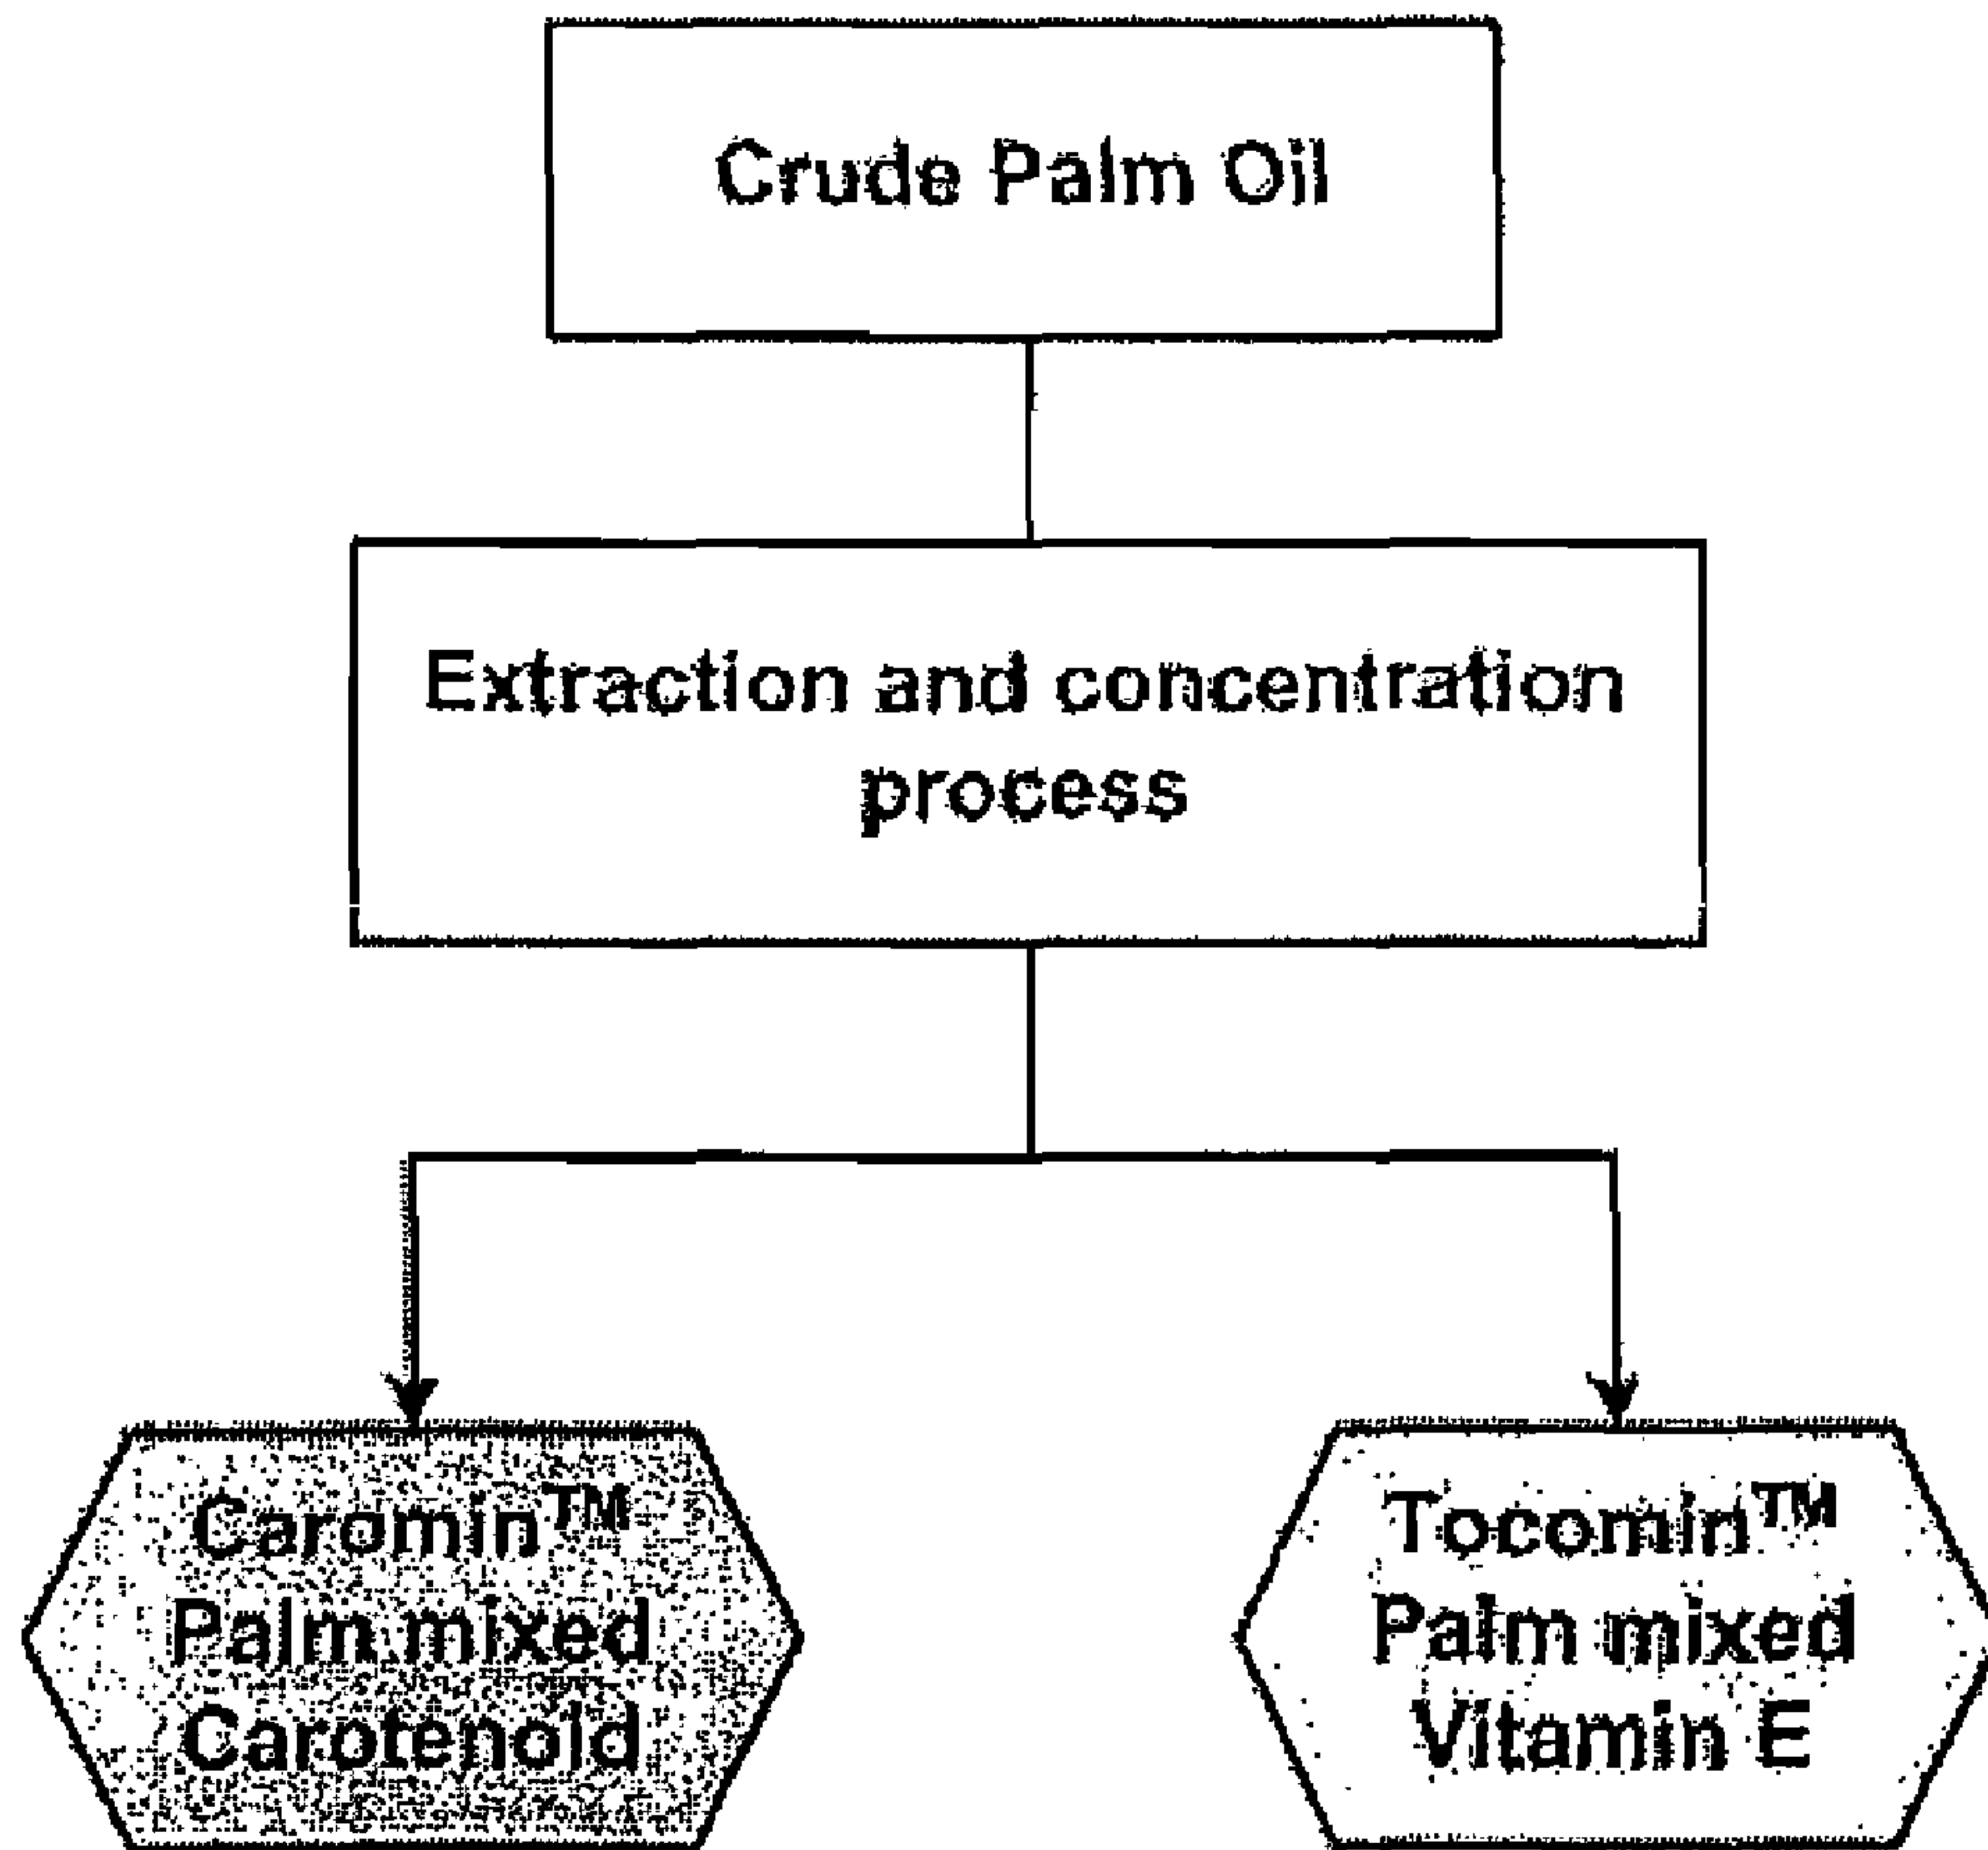 Crude Palm Oil
Extraction and concentration
process
Caromin™
Palm mixed
Carotenoid
Tocomin™
Palm mixed
Vitamin E